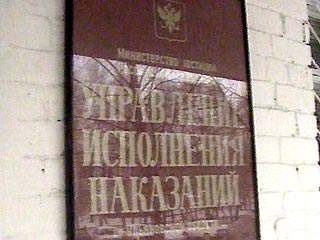 Министерство юстиции
УПРАВЛЕНИЕ
ИСПОЛНЕНИЯ
НАКАЗАНИЙ